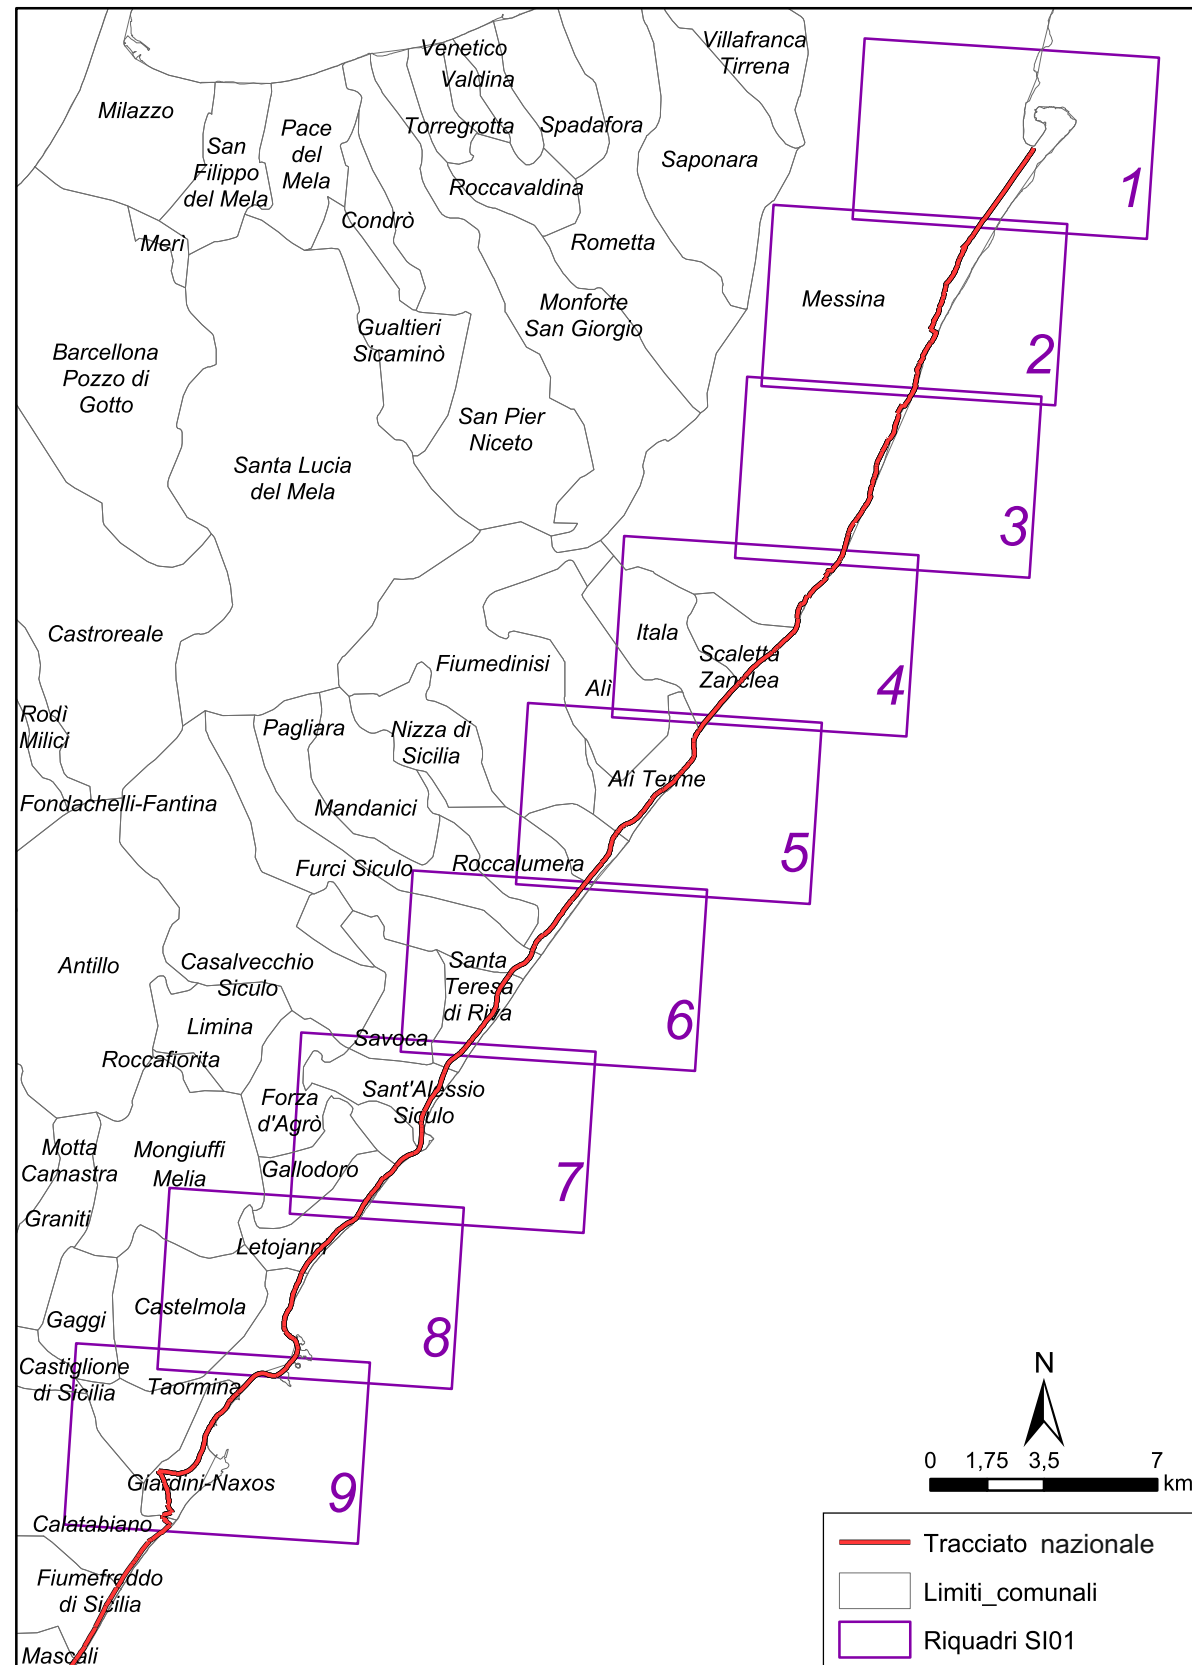 Venetico
Villafranca
Tirrena
Valdina
Milazzo
Pace
del
Mela
Torregrotta
Spadafora
San
Filippo
del Mela
Saponara
Roccavaldina
1
Condrò
Merì
Rometta
Messina
Monforte
San Giorgio
Gualtieri
Sicaminò
2
Barcellona
Pozzo di
Gotto
San Pier
Niceto
Santa Lucia
del Mela
3
Castroreale
Itala
Scaletta
Zanclea
Fiumedinisi
Alì
4
Rodì
Milici
Pagliara
Nizza di
Sicilia
Alì Terme
Fondachelli-Fantina
Mandanici
5
Furci Siculo
Roccalumera
Antillo
Casalvecchio
Siculo
Santa
Teresa
di Riva
6
Limina
Savoca
Roccafiorita
Forza
d'Agrò
Sant'Alessio
Siculo
Motta
Camastra
Mongiuffi
Melia
Gallodoro
7
Graniti
Letojanni
Castelmola
Gaggi
8
Castiglione
di Sicilia
Taormina
N
Giardini-Naxos
9
0 1,75 3,5 7
km
Calatabiano
Tracciato nazionale
Fiumefreddo
di Sicilia
Limiti_comunali
Riquadri SI01
Mascali